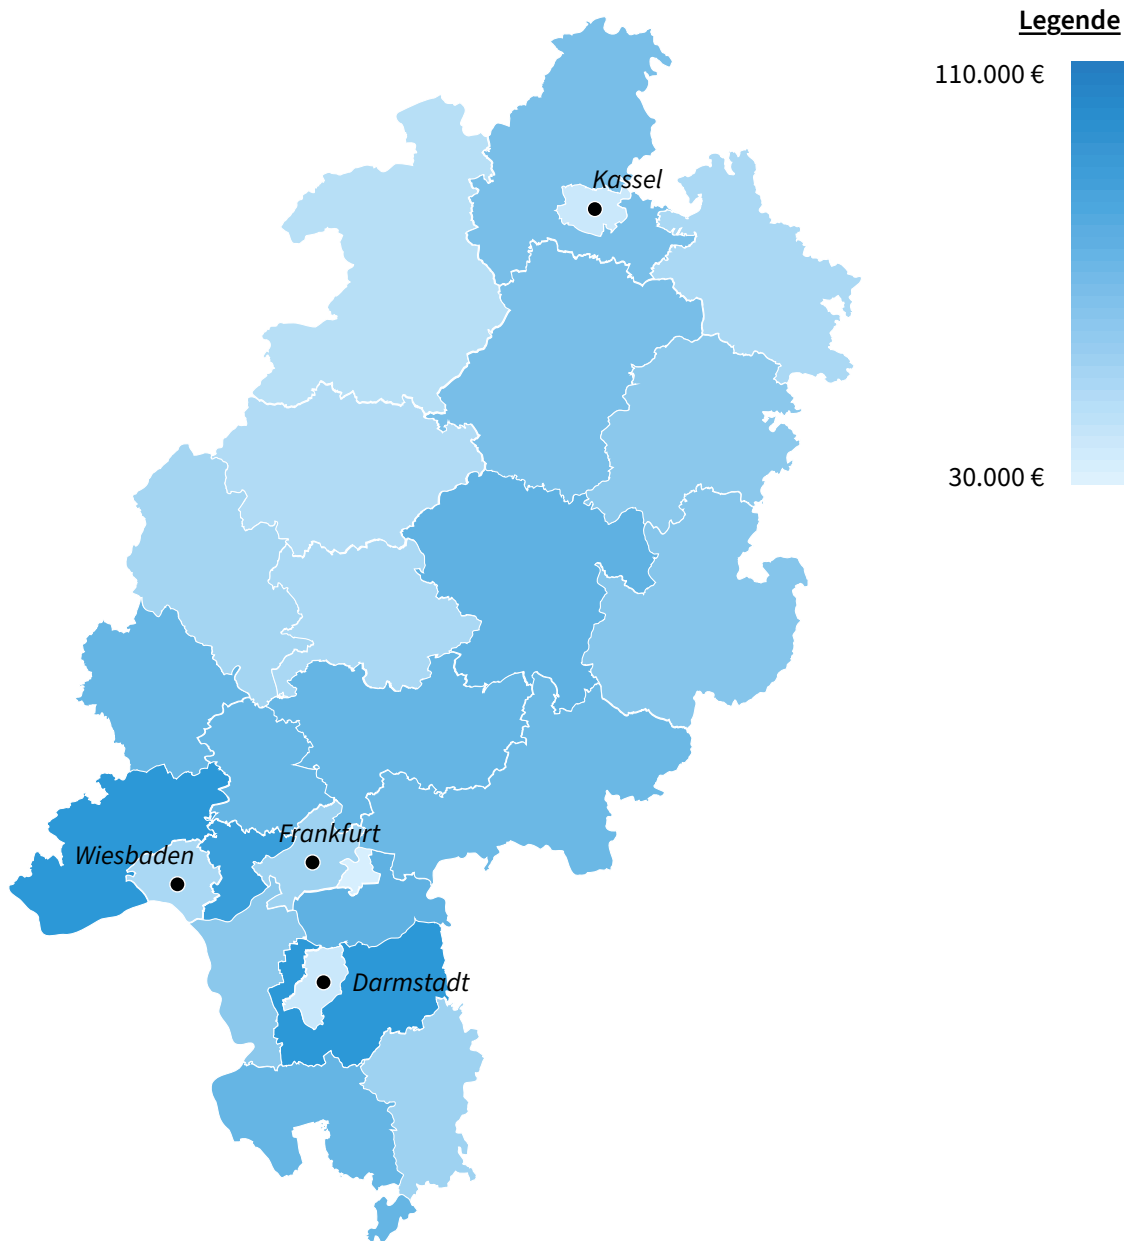 Legende
110.000 €
Kassel
30.000 €
Frankfurt
Wiesbaden
Darmstadt